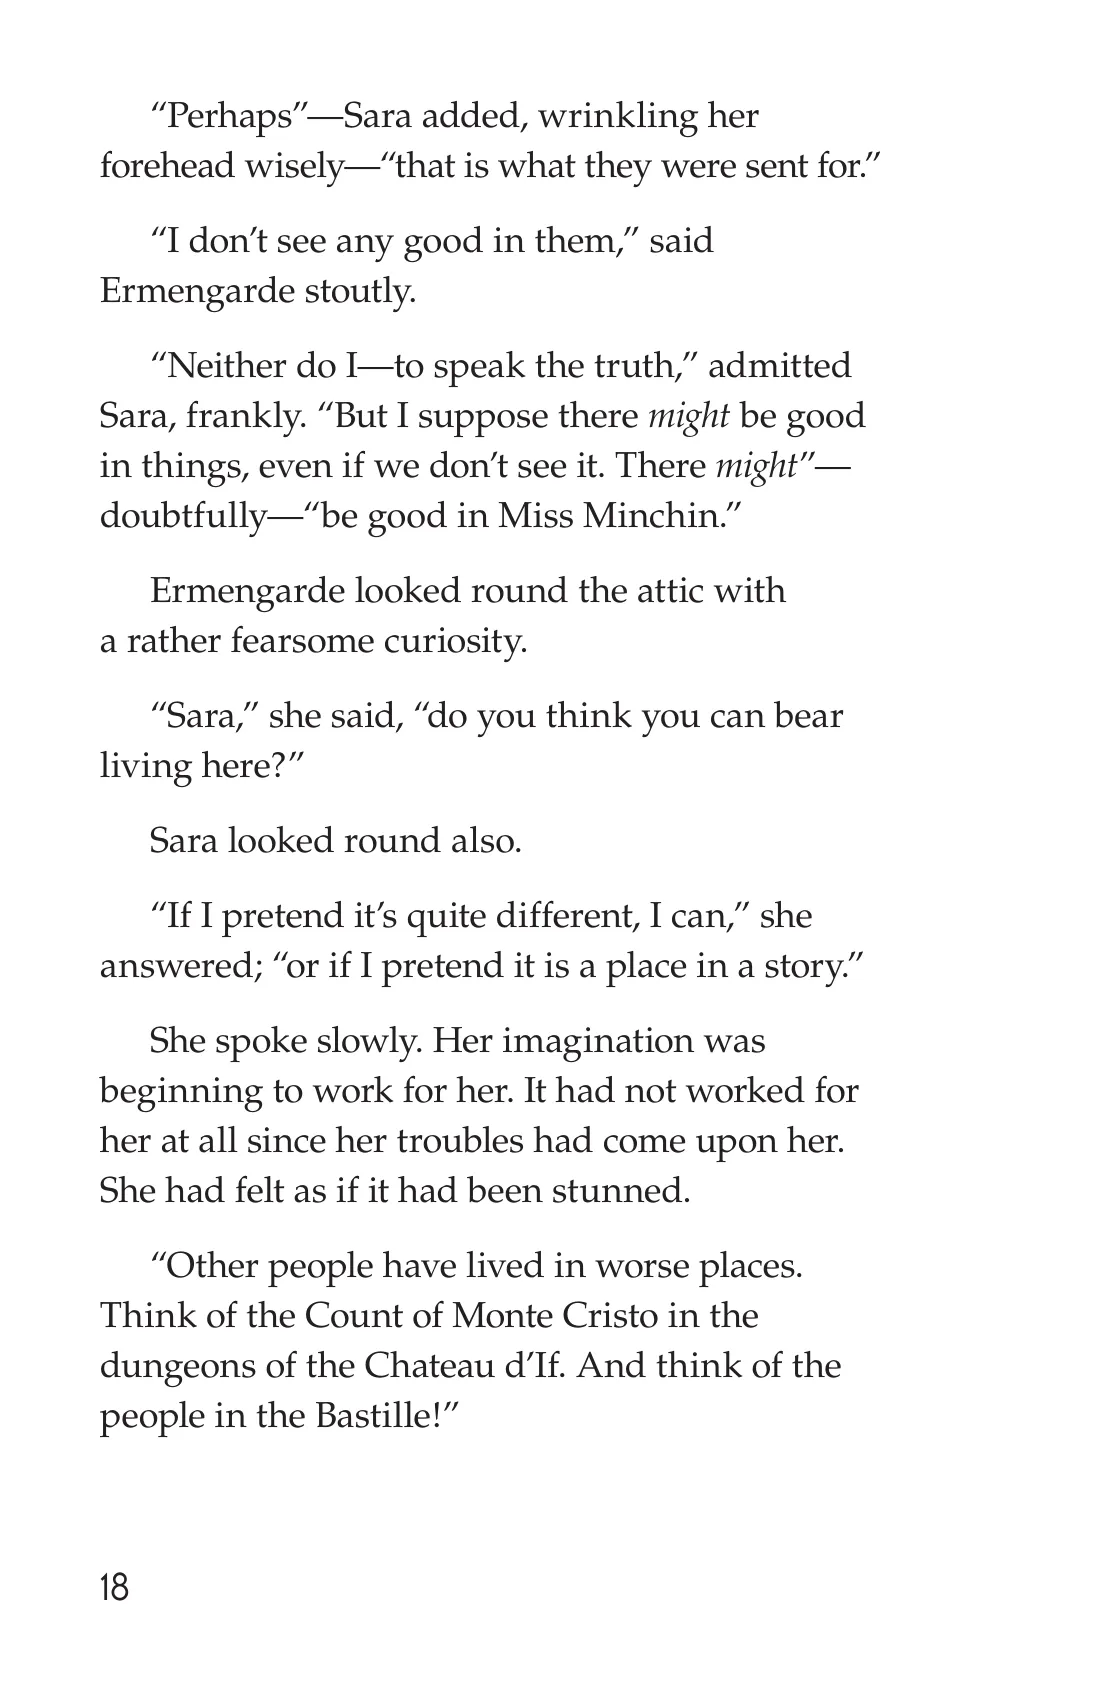 “Perhaps”—Sara added, wrinkling her
forehead wisely—“that is what they were sent for.”
“I don’t see any good in them,” said
Ermengarde stoutly.
“Neither do I—to speak the truth,” admitted
Sara, frankly. “But I suppose there might be good
in things, even if we don’t see it. There might”—
doubtfully—“be good in Miss Minchin.”
Ermengarde looked round the attic with
a rather fearsome curiosity.
“Sara,” she said, “do you think you can bear
living here?”
Sara looked round also.
“If I pretend it’s quite different, I can,” she
answered; “or if I pretend it is a place in a story.”
She spoke slowly. Her imagination was
beginning to work for her. It had not worked for
her at all since her troubles had come upon her.
She had felt as if it had been stunned.
“Other people have lived in worse places.
Think of the Count of Monte Cristo in the
dungeons of the Chateau d’If. And think of the
people in the Bastille!”
18